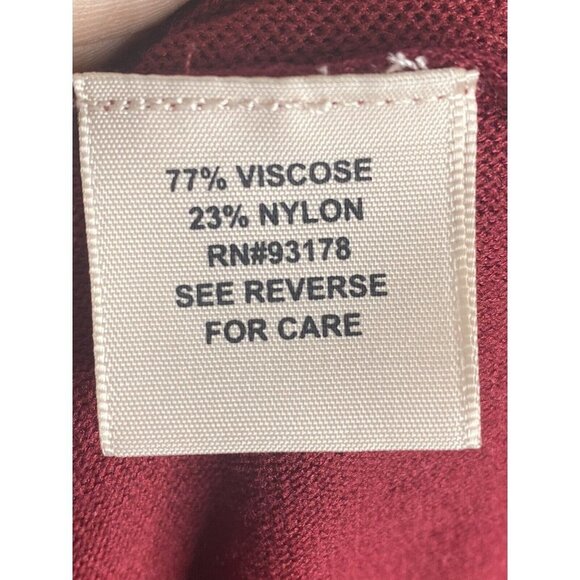 77% VISCOSE
23% NYLON
RN#93178
SEE REVERSE
FOR CARE